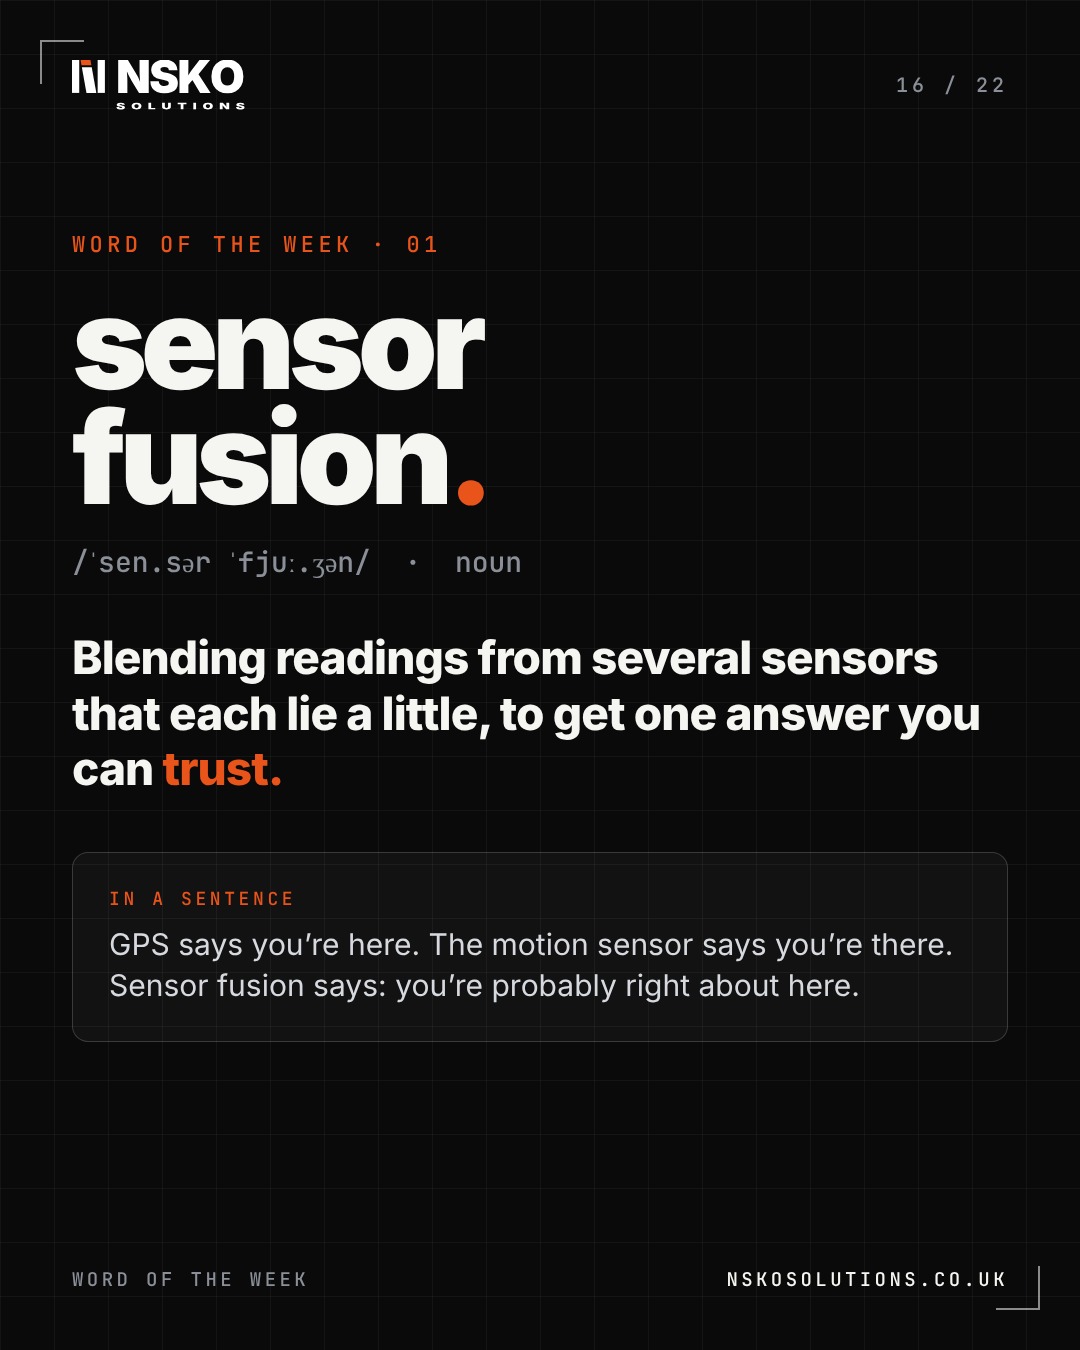 NSKO
SOLUTIONS
16 / 22
WORD OF THE WEEK · 01
sensor
fusion.
/ˈsen.sər ˈfjuː.ʒən/ · noun
Blending readings from several sensors
that each lie a little, to get one answer you
can trust.
IN A SENTENCE
GPS says you’re here. The motion sensor says you’re there.
Sensor fusion says: you’re probably right about here.
WORD OF THE WEEK
NSKOSOLUTIONS.CO.UK